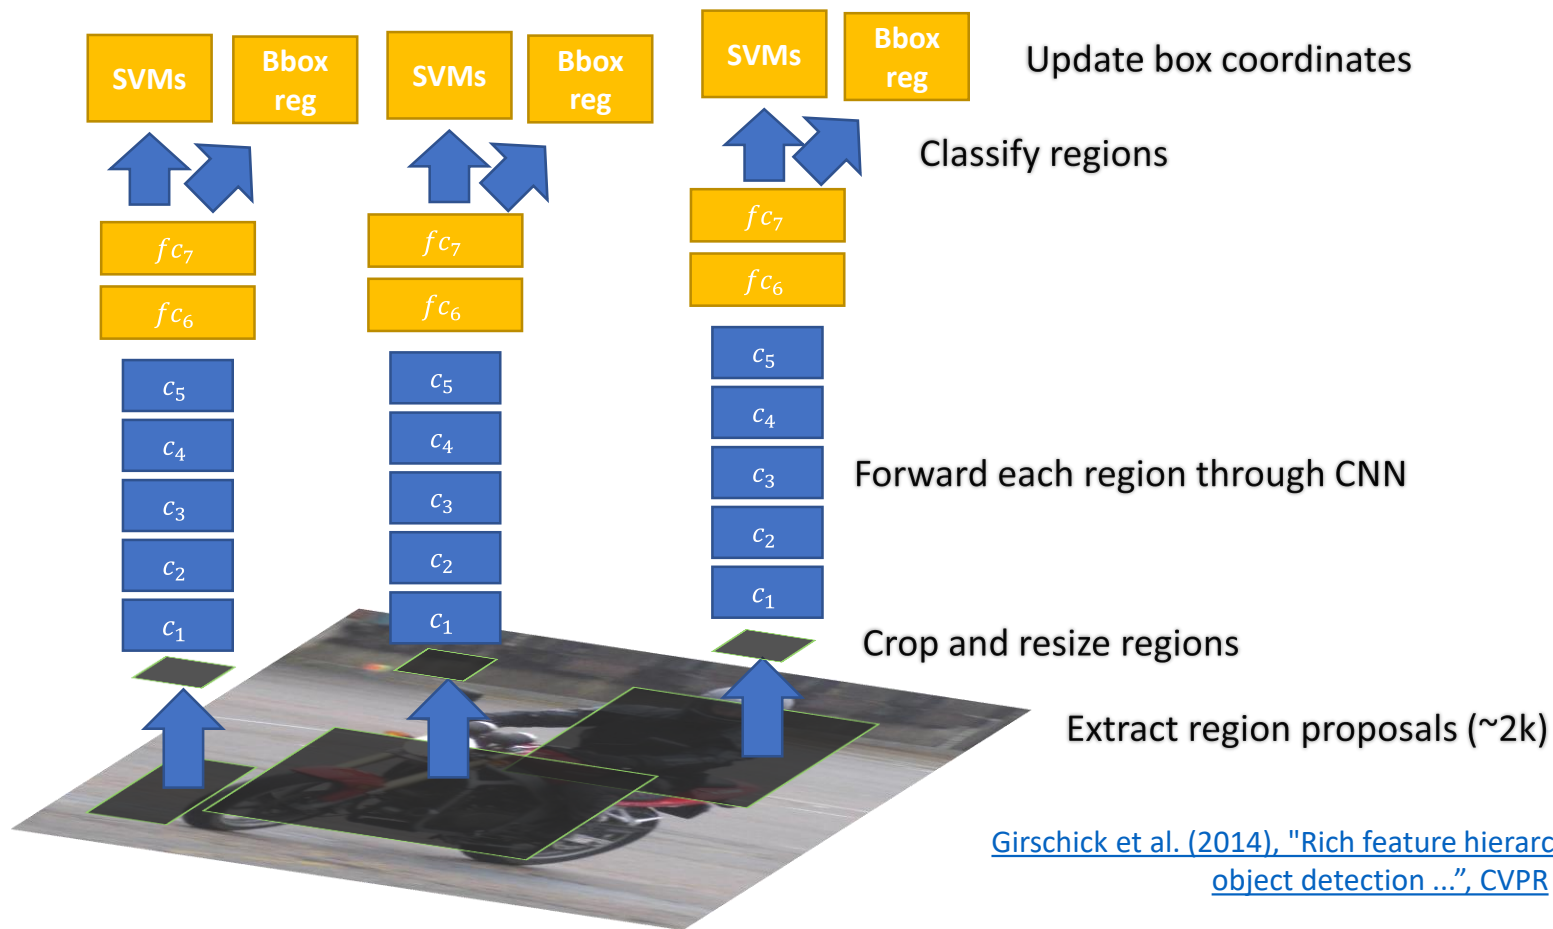 SVMs
Bbox
reg
SVMs
Bbox
reg
SVMs
Bbox
reg
Update box coordinates
Classify regions
fc₇
fc₆
c₅
c₄
c₃
c₂
c₁
fc₇
fc₆
c₅
c₄
c₃
c₂
c₁
fc₇
fc₆
c₅
c₄
c₃
c₂
c₁
Forward each region through CNN
Crop and resize regions
Extract region proposals (~2k)
Girschick et al. (2014), "Rich feature hierarc
object detection ...”, CVPR